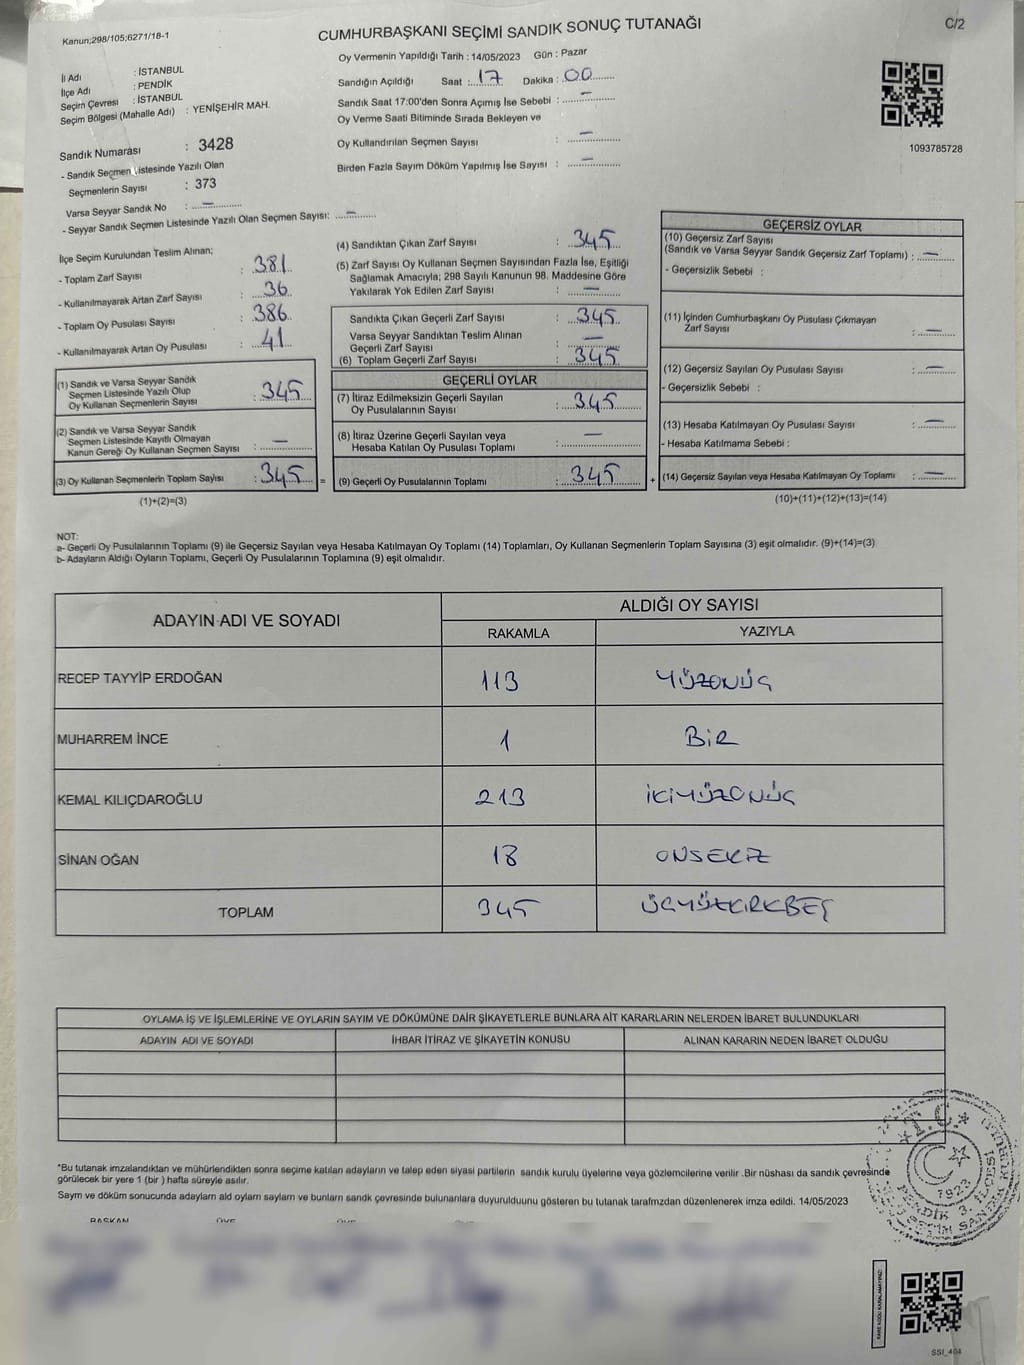 Kanun;298/105;6271/18-1
CUMHURBAŞKANI SEÇİMİ SANDIK SONUÇ TUTANAĞI
C/2
İl Adı : İSTANBUL
İlçe Adı : PENDİK
Seçim Çevresi : İSTANBUL
Seçim Bölgesi (Mahalle Adı) : YENİŞEHİR MAH.
Sandık Numarası : 3428
- Sandık Seçmen Listesinde Yazılı Olan
Seçmenlerin Sayısı : 373
Varsa Seyyar Sandık No : —
- Seyyar Sandık Seçmen Listesinde Yazılı Olan Seçmen Sayısı: —
Oy Vermenin Yapıldığı Tarih : 14/05/2023 Gün : Pazar
Sandığın Açıldığı Saat : 17 Dakika : 00
Sandık Saat 17:00'den Sonra Açımış İse Sebebi : —
Oy Verme Saati Bitiminde Sırada Bekleyen ve
Oy Kullandırılan Seçmen Sayısı : —
Birden Fazla Sayım Döküm Yapılmış İse Sayısı : —
1093785728
İlçe Seçim Kurulundan Teslim Alınan;
- Toplam Zarf Sayısı : 381
- Kullanılmayarak Artan Zarf Sayısı : 36
- Toplam Oy Pusulası Sayısı : 386
- Kullanılmayarak Artan Oy Pusulası : 41
(1) Sandık ve Varsa Seyyar Sandık
Seçmen Listesinde Yazılı Olup
Oy Kullanan Seçmenlerin Sayısı : 345
(2) Sandık ve Varsa Seyyar Sandık
Seçmen Listesinde Kayıtlı Olmayan
Kanun Gereği Oy Kullanan Seçmen Sayısı : —
(3) Oy Kullanan Seçmenlerin Toplam Sayısı : 345 =
(1)+(2)=(3)
(4) Sandıktan Çıkan Zarf Sayısı : 345
(5) Zarf Sayısı Oy Kullanan Seçmen Sayısından Fazla İse, Eşitliği
Sağlamak Amacıyla; 298 Sayılı Kanunun 98. Maddesine Göre
Yakılarak Yok Edilen Zarf Sayısı : —
Sandıkta Çıkan Geçerli Zarf Sayısı : 345
Varsa Seyyar Sandıktan Teslim Alınan
Geçerli Zarf Sayısı : —
(6) Toplam Geçerli Zarf Sayısı : 345
GEÇERLİ OYLAR
(7) İtiraz Edilmeksizin Geçerli Sayılan
Oy Pusulalarının Sayısı : 345
(8) İtiraz Üzerine Geçerli Sayılan veya
Hesaba Katılan Oy Pusulası Toplamı : —
(9) Geçerli Oy Pusulalarının Toplamı : 345 +
GEÇERSİZ OYLAR
(10) Geçersiz Zarf Sayısı
(Sandık ve Varsa Seyyar Sandık Geçersiz Zarf Toplamı) : —
- Geçersizlik Sebebi :
(11) İçinden Cumhurbaşkanı Oy Pusulası Çıkmayan
Zarf Sayısı : —
(12) Geçersiz Sayılan Oy Pusulası Sayısı : —
- Geçersizlik Sebebi :
(13) Hesaba Katılmayan Oy Pusulası Sayısı : —
- Hesaba Katılmama Sebebi :
(14) Geçersiz Sayılan veya Hesaba Katılmayan Oy Toplamı : —
(10)+(11)+(12)+(13)=(14)
NOT:
a- Geçerli Oy Pusulalarının Toplamı (9) ile Geçersiz Sayılan veya Hesaba Katılmayan Oy Toplamı (14) Toplamları, Oy Kullanan Seçmenlerin Toplam Sayısına (3) eşit olmalıdır. (9)+(14)=(3)
b- Adayların Aldığı Oyların Toplamı, Geçerli Oy Pusulalarının Toplamına (9) eşit olmalıdır.
ADAYIN ADI VE SOYADI
ALDIĞI OY SAYISI
RAKAMLA YAZIYLA
RECEP TAYYİP ERDOĞAN 113 YÜZONÜÇ
MUHARREM İNCE 1 BİR
KEMAL KILIÇDAROĞLU 213 İKİYÜZONÜÇ
SİNAN OĞAN 18 ONSEKİZ
TOPLAM 345 ÜÇYÜZKIRKBEŞ
OYLAMA İŞ VE İŞLEMLERİNE VE OYLARIN SAYIM VE DÖKÜMÜNE DAİR ŞİKAYETLERLE BUNLARA AİT KARARLARIN NELERDEN İBARET BULUNDUKLARI
ADAYIN ADI VE SOYADI İHBAR İTİRAZ VE ŞİKAYETİN KONUSU ALINAN KARARIN NEDEN İBARET OLDUĞU
*Bu tutanak imzalandıktan ve mühürlendikten sonra seçime katılan adayların ve talep eden siyasi partilerin sandık kurulu üyelerine veya gözlemcilerine verilir .Bir nüshası da sandık çevresinde
görülecek bir yere 1 (bir ) hafta süreyle asılır.
Sayım ve döküm sonucunda adayların ald oyların saylarn ve bunların sandk çevresinde bulunanlara duyurulduunu gösteren bu tutanak tarafmzdan düzenlenerek imza edildi. 14/05/2023
BAŞKAN ÜYE ÜYE
T.C.
1923
PENDİK 3. İLÇESİ
SSI_404